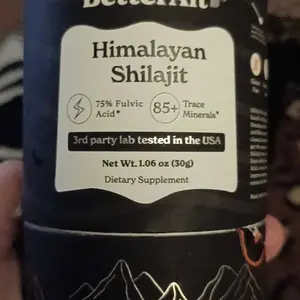 BetterAlt
Himalayan
Shilajit
75% Fulvic
Acid*
85+
Trace
Minerals*
3rd party lab tested in the USA
Net Wt. 1.06 oz (30g)
Dietary Supplement